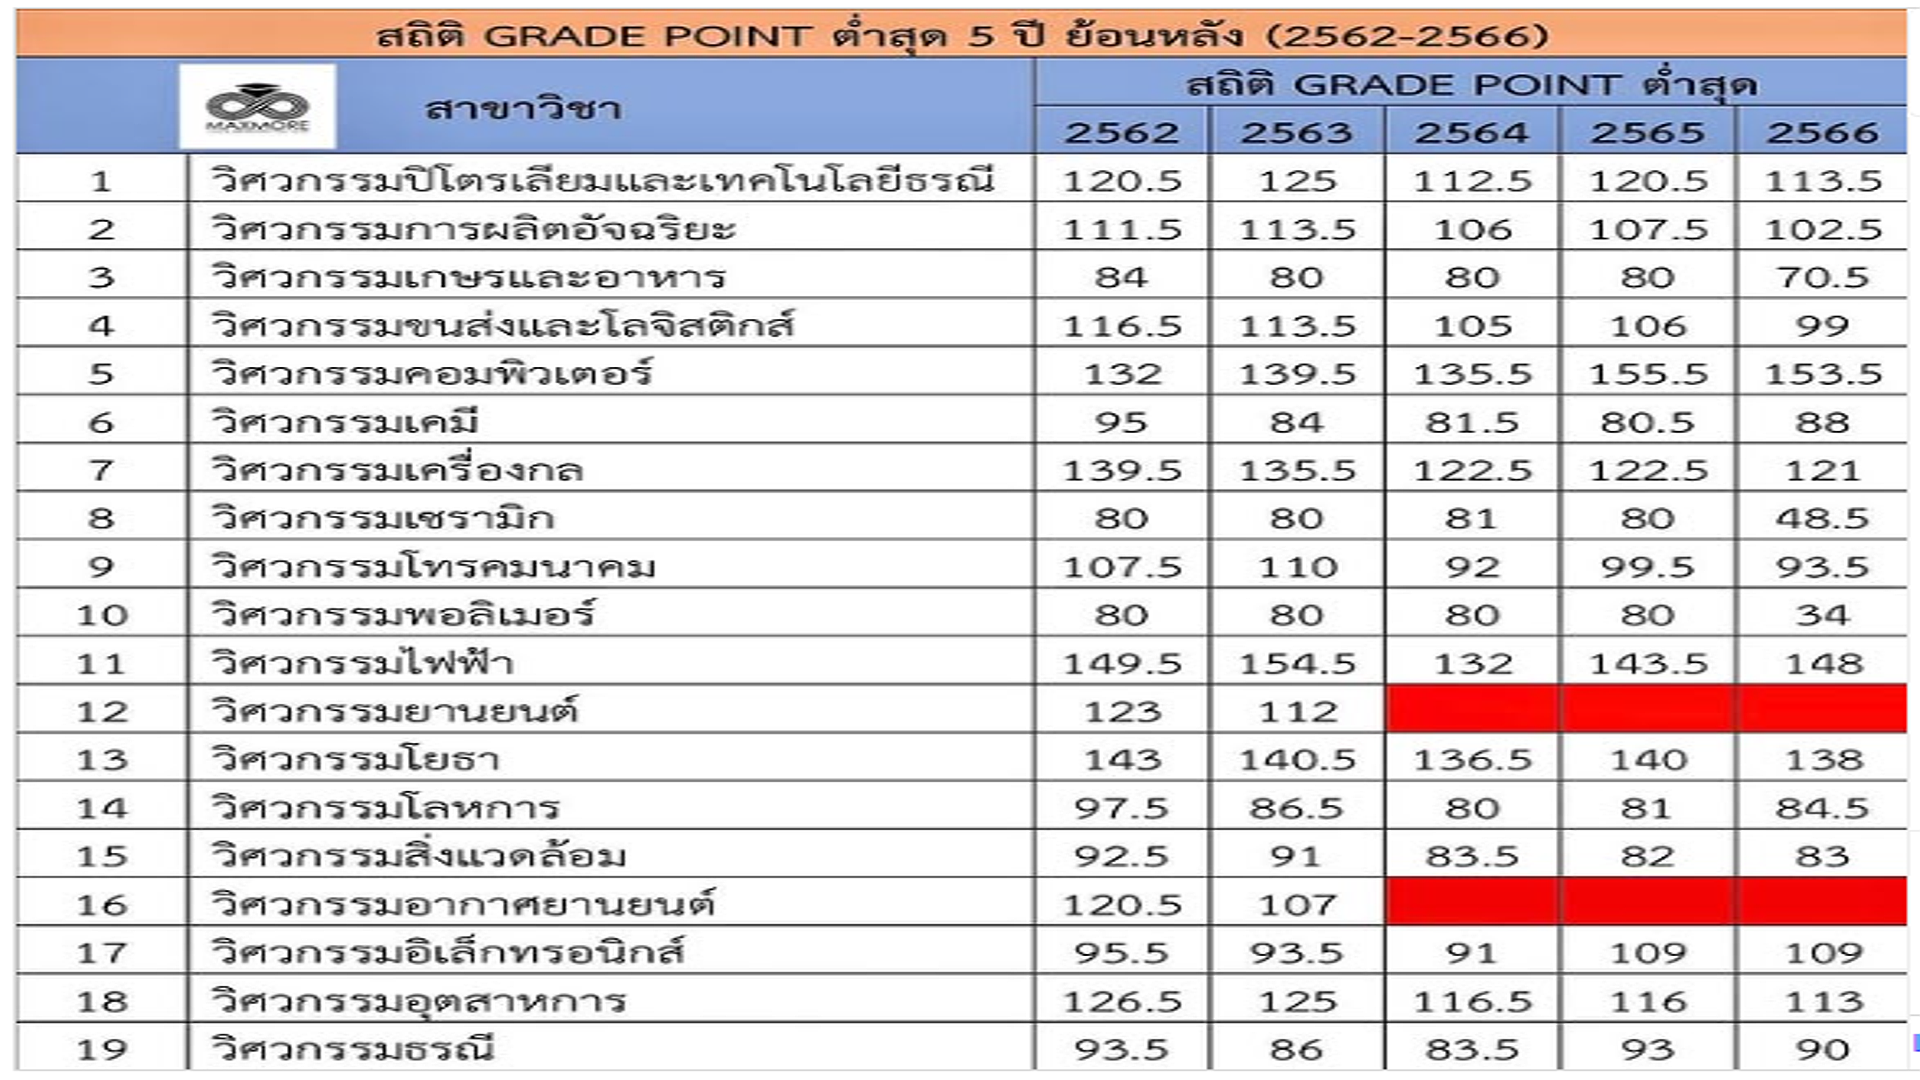 สถิติ GRADE POINT ต่ำสุด 5 ปี ย้อนหลัง (2562-2566)
MAXMORE
สาขาวิชา
สถิติ GRADE POINT ต่ำสุด
2562 2563 2564 2565 2566
1 วิศวกรรมปิโตรเลียมและเทคโนโลยีธรณี 120.5 125 112.5 120.5 113.5
2 วิศวกรรมการผลิตอัจฉริยะ 111.5 113.5 106 107.5 102.5
3 วิศวกรรมเกษรและอาหาร 84 80 80 80 70.5
4 วิศวกรรมขนส่งและโลจิสติกส์ 116.5 113.5 105 106 99
5 วิศวกรรมคอมพิวเตอร์ 132 139.5 135.5 155.5 153.5
6 วิศวกรรมเคมี 95 84 81.5 80.5 88
7 วิศวกรรมเครื่องกล 139.5 135.5 122.5 122.5 121
8 วิศวกรรมเซรามิก 80 80 81 80 48.5
9 วิศวกรรมโทรคมนาคม 107.5 110 92 99.5 93.5
10 วิศวกรรมพอลิเมอร์ 80 80 80 80 34
11 วิศวกรรมไฟฟ้า 149.5 154.5 132 143.5 148
12 วิศวกรรมยานยนต์ 123 112
13 วิศวกรรมโยธา 143 140.5 136.5 140 138
14 วิศวกรรมโลหการ 97.5 86.5 80 81 84.5
15 วิศวกรรมสิ่งแวดล้อม 92.5 91 83.5 82 83
16 วิศวกรรมอากาศยานยนต์ 120.5 107
17 วิศวกรรมอิเล็กทรอนิกส์ 95.5 93.5 91 109 109
18 วิศวกรรมอุตสาหการ 126.5 125 116.5 116 113
19 วิศวกรรมธรณี 93.5 86 83.5 93 90